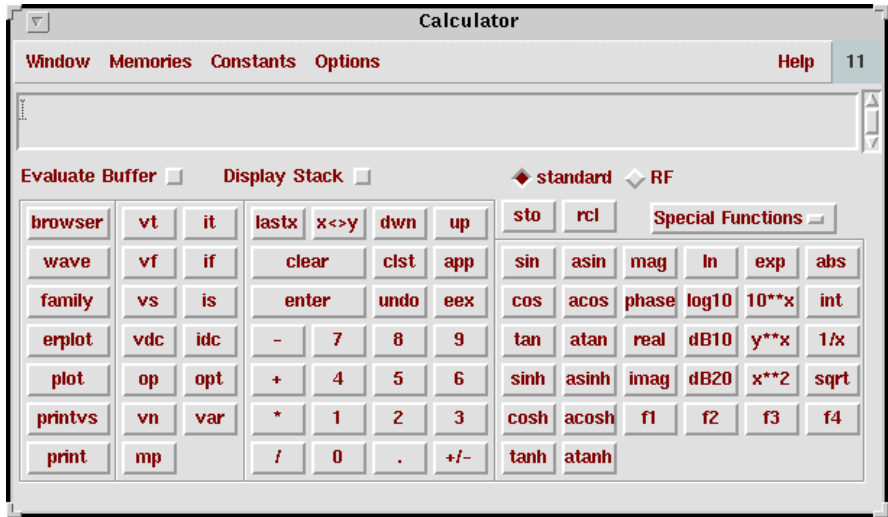 Calculator
Window Memories Constants Options Help 11
Evaluate Buffer Display Stack standard RF
browser vt it lastx x<>y dwn up sto rcl Special Functions
wave vf if clear clst app sin asin mag ln exp abs
family vs is enter undo eex cos acos phase log10 10**x int
erplot vdc idc - 7 8 9 tan atan real dB10 y**x 1/x
plot op opt + 4 5 6 sinh asinh imag dB20 x**2 sqrt
printvs vn var * 1 2 3 cosh acosh f1 f2 f3 f4
print mp / 0 . +/- tanh atanh